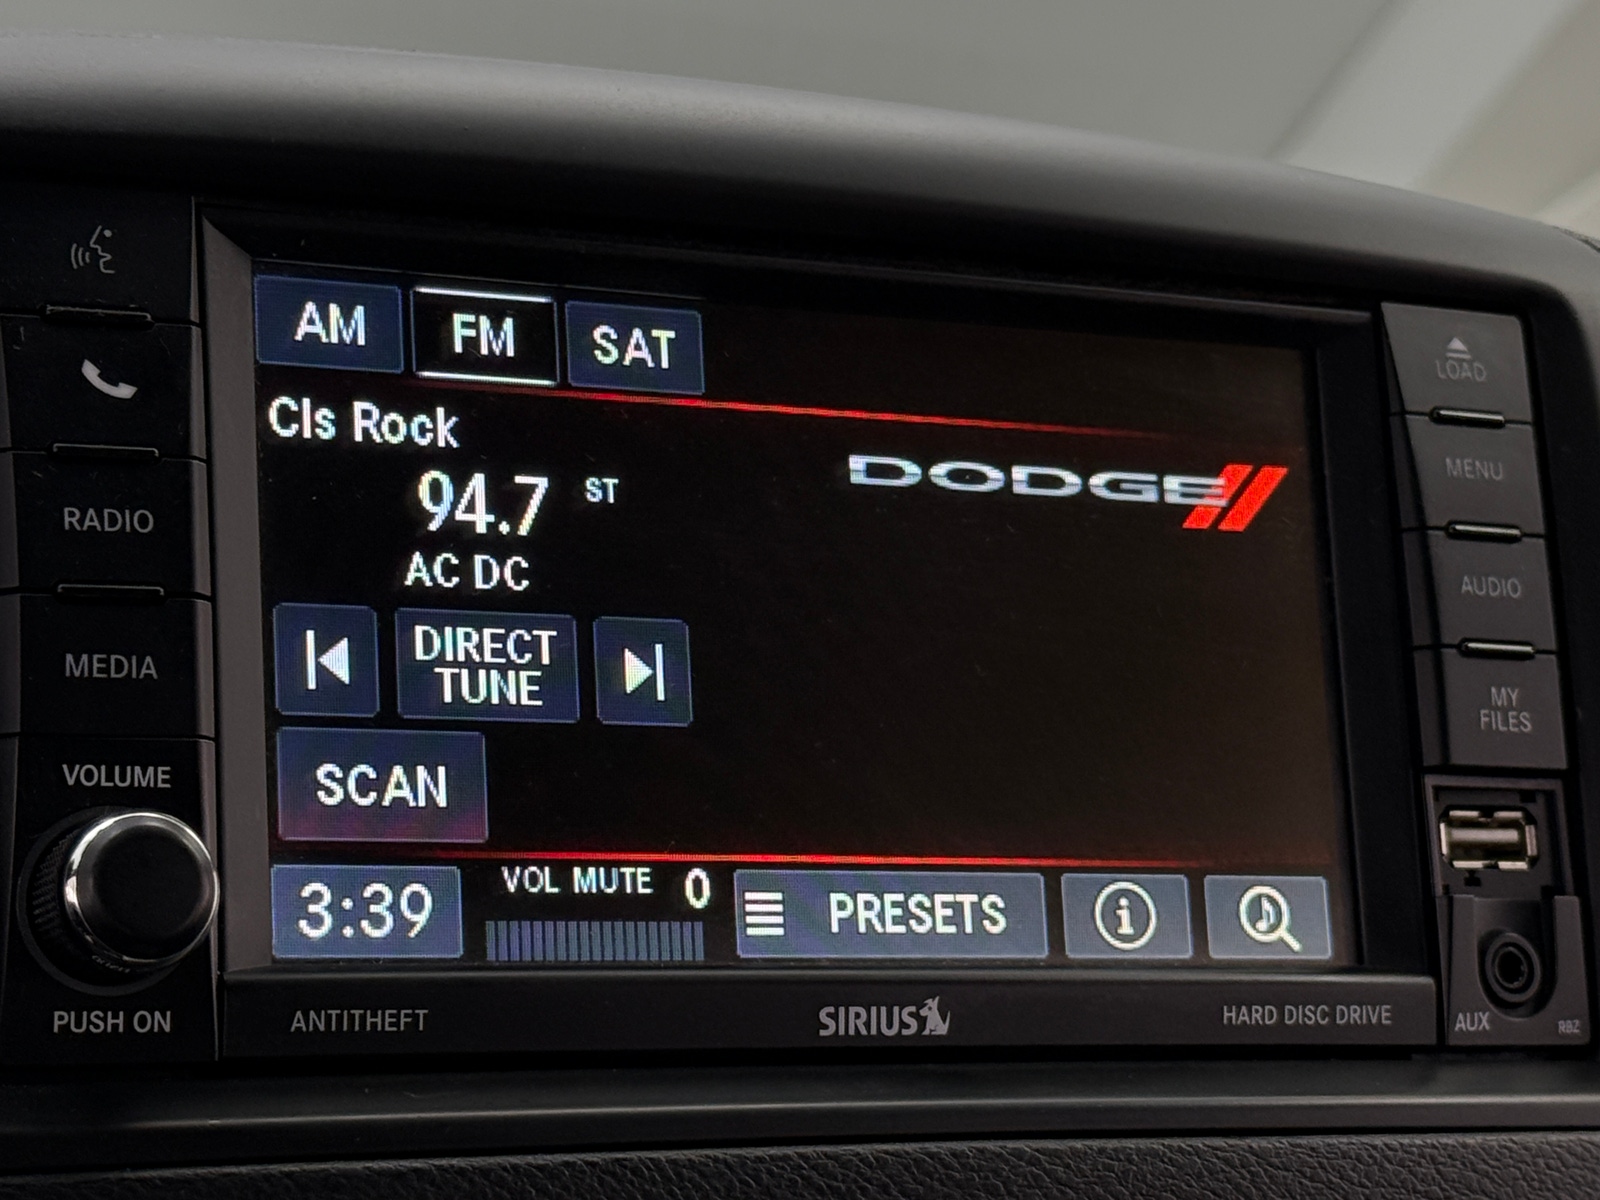 AM FM SAT
Cls Rock
94.7 ST
AC DC
DIRECT
TUNE
SCAN
3:39 VOL MUTE 0 PRESETS
DODGE
RADIO
MEDIA
VOLUME
PUSH ON
ANTITHEFT SIRIUS HARD DISC DRIVE
LOAD
MENU
AUDIO
MY
FILES
AUX RBZ